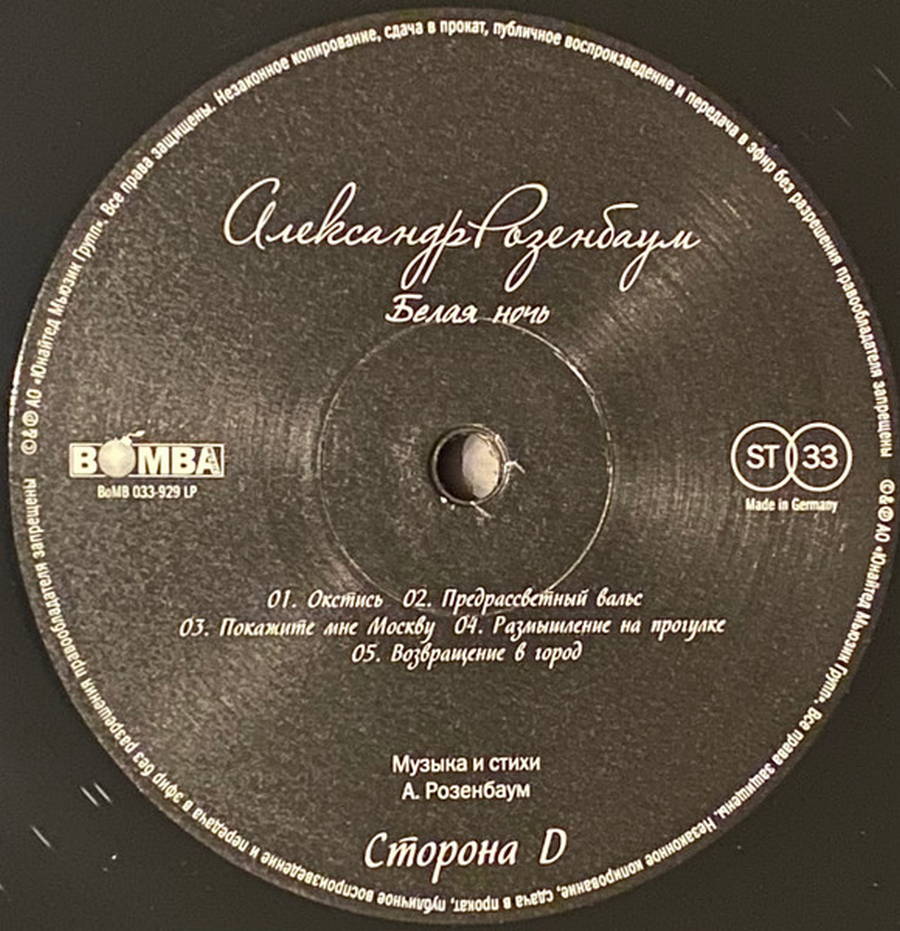 ©&℗ АО «Юнайтед Мьюзик Групп». Все права защищены. Незаконное копирование, сдача в прокат, публичное воспроизведение и передача в эфир без разрешения правообладателя запрещены
Александр Розенбаум
Белая ночь
BOMBA
BoMB 033-929 LP
ST 33
Made in Germany
01. Окстись 02. Предрассветный вальс
03. Покажите мне Москву 04. Размышление на прогулке
05. Возвращение в город
Музыка и стихи
А. Розенбаум
Сторона D
©&℗ АО «Юнайтед Мьюзик Групп». Все права защищены. Незаконное копирование, сдача в прокат, публичное воспроизведение и передача в эфир без разрешения правообладателя запрещены